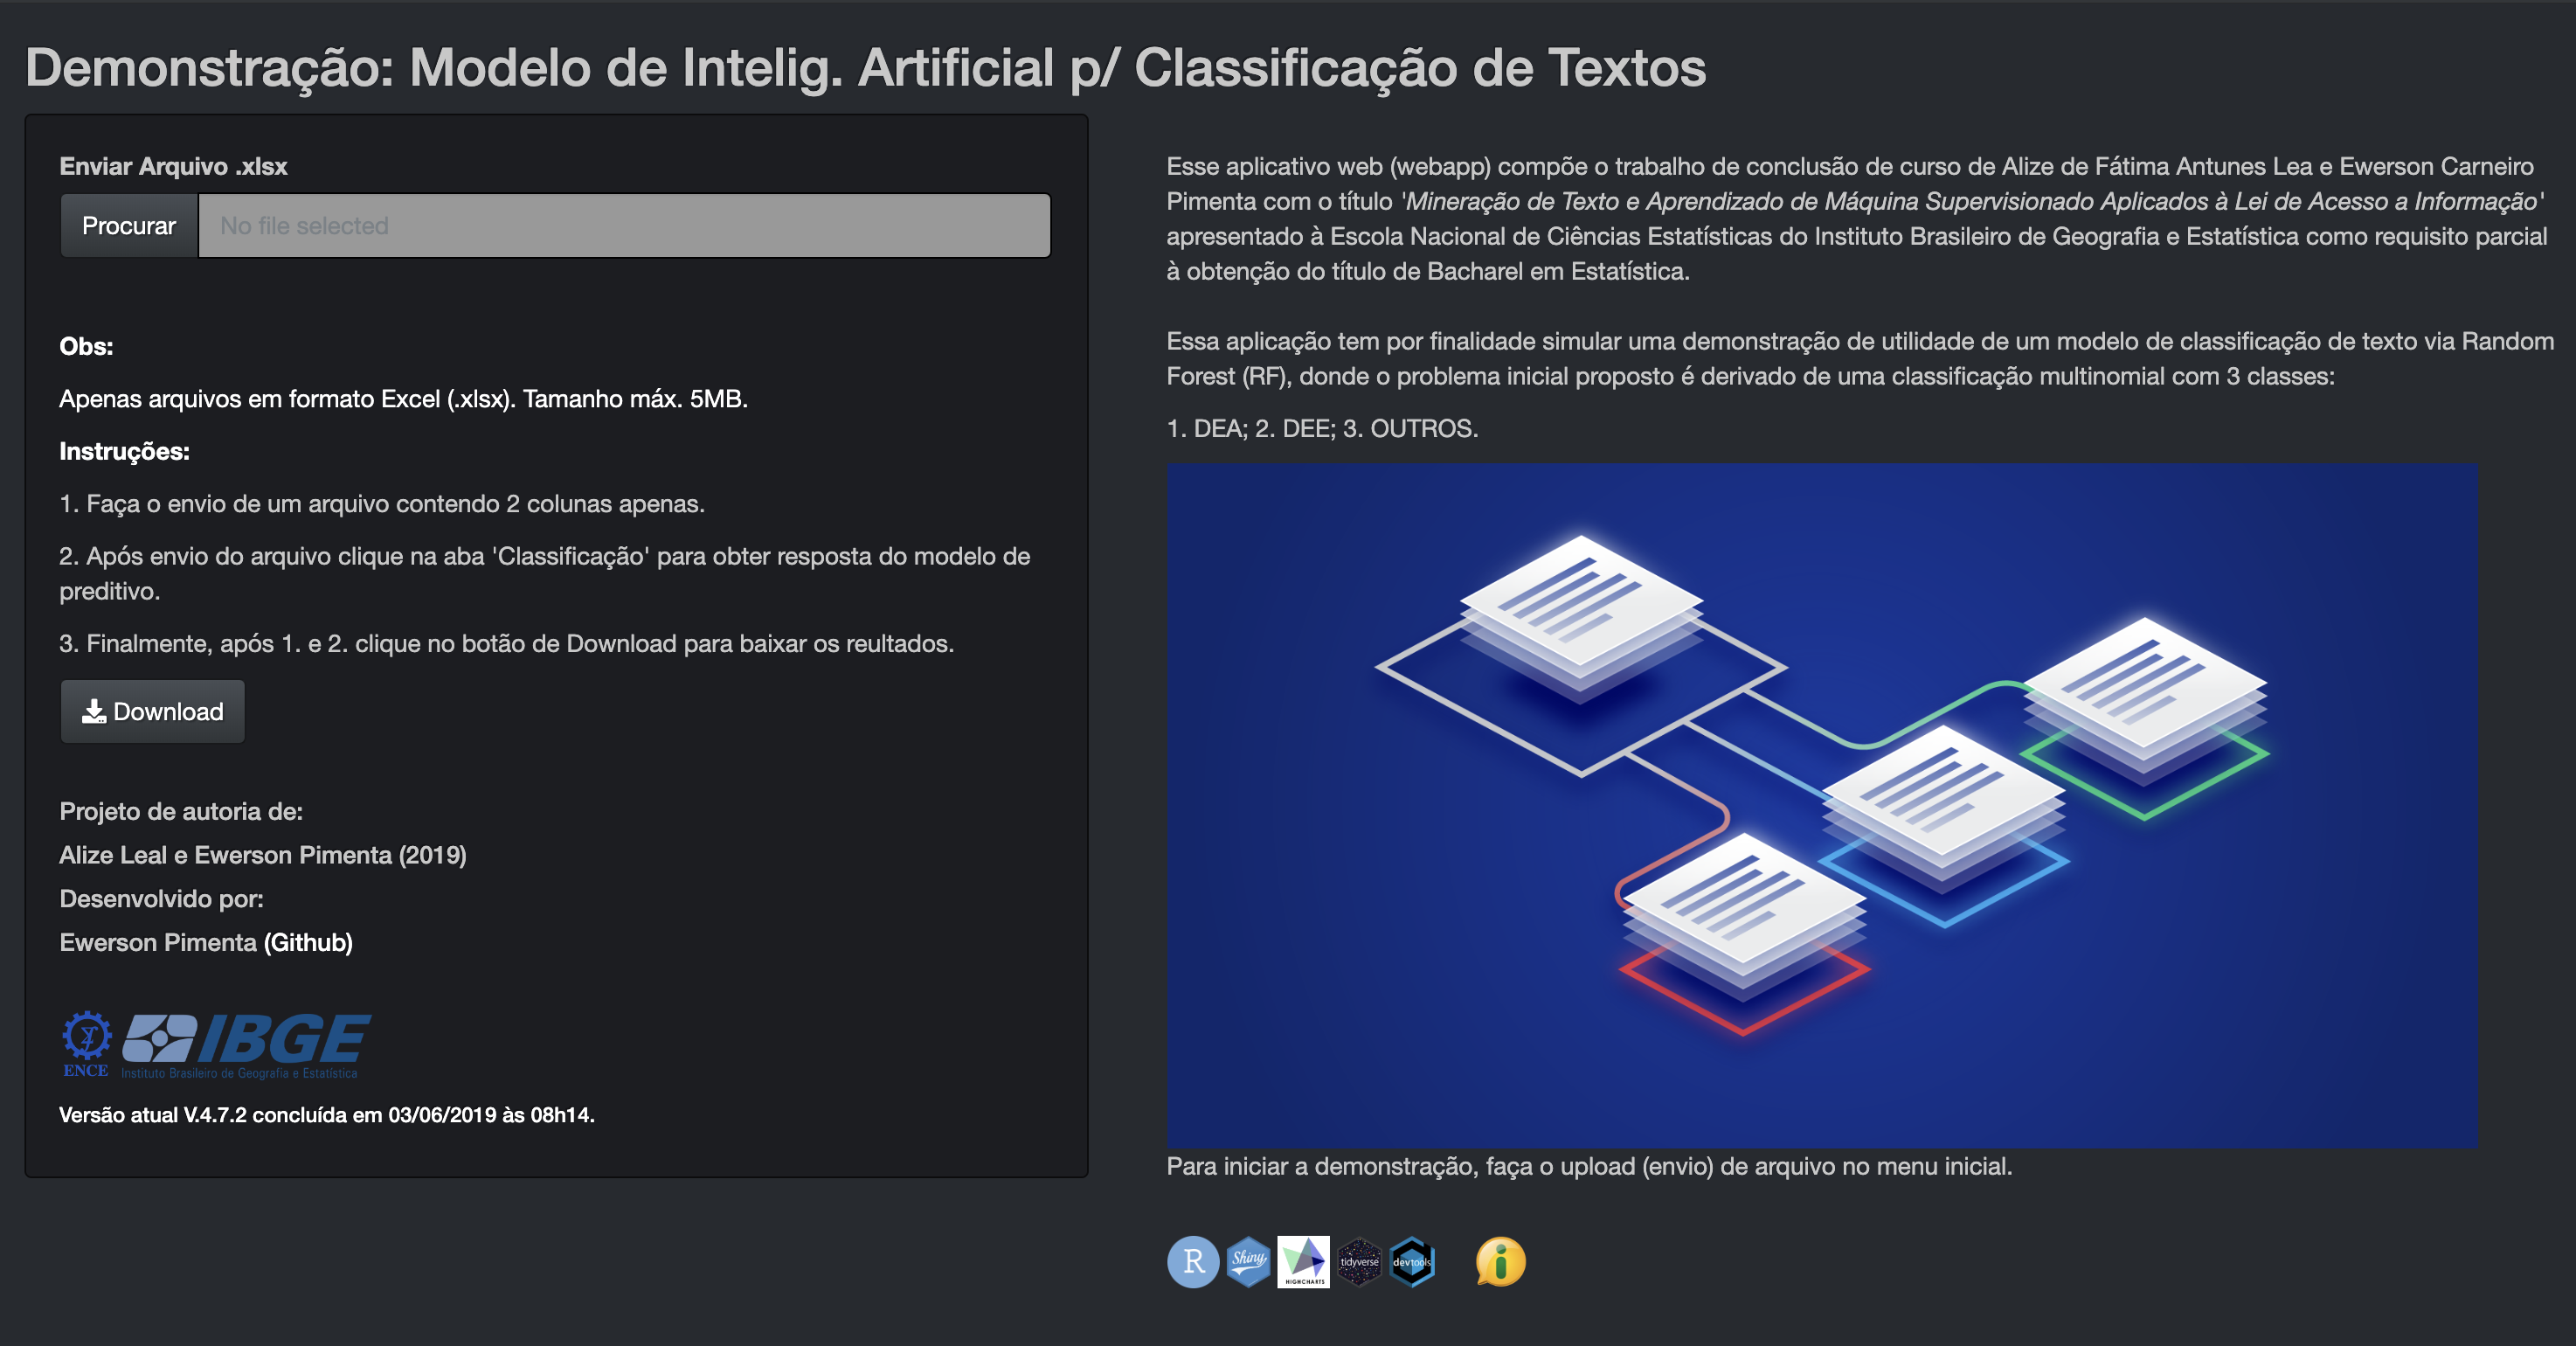 Demonstração: Modelo de Intelig. Artificial p/ Classificação de Textos
Enviar Arquivo .xlsx
Procurar
No file selected
Obs:
Apenas arquivos em formato Excel (.xlsx). Tamanho máx. 5MB.
Instruções:
1. Faça o envio de um arquivo contendo 2 colunas apenas.
2. Após envio do arquivo clique na aba 'Classificação' para obter resposta do modelo de
preditivo.
3. Finalmente, após 1. e 2. clique no botão de Download para baixar os reultados.
Download
Projeto de autoria de:
Alize Leal e Ewerson Pimenta (2019)
Desenvolvido por:
Ewerson Pimenta (Github)
ENCE
IBGE
Instituto Brasileiro de Geografia e Estatística
Versão atual V.4.7.2 concluída em 03/06/2019 às 08h14.
Esse aplicativo web (webapp) compõe o trabalho de conclusão de curso de Alize de Fátima Antunes Lea e Ewerson Carneiro
Pimenta com o título 'Mineração de Texto e Aprendizado de Máquina Supervisionado Aplicados à Lei de Acesso a Informação'
apresentado à Escola Nacional de Ciências Estatísticas do Instituto Brasileiro de Geografia e Estatística como requisito parcial
à obtenção do título de Bacharel em Estatística.
Essa aplicação tem por finalidade simular uma demonstração de utilidade de um modelo de classificação de texto via Random
Forest (RF), donde o problema inicial proposto é derivado de uma classificação multinomial com 3 classes:
1. DEA; 2. DEE; 3. OUTROS.
Para iniciar a demonstração, faça o upload (envio) de arquivo no menu inicial.
R
Shiny
HIGHCHARTS
tidyverse
devtools
i